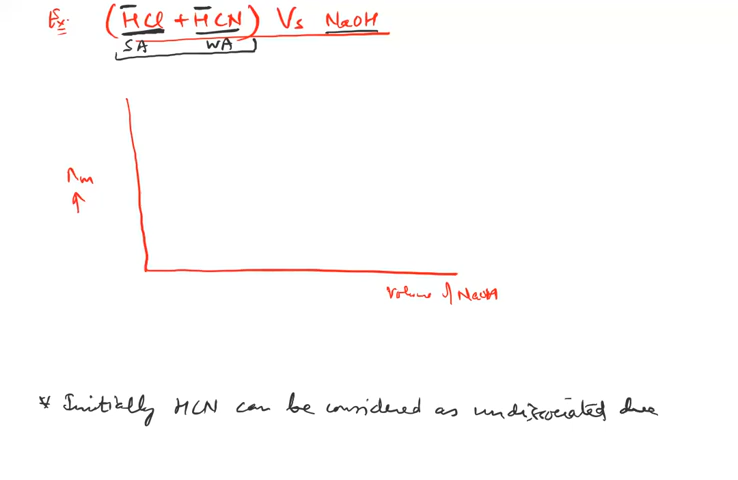 Ex. (HCl + HCN) Vs NaOH
SA WA
Λm
Volume of NaOH
* Initially HCN can be considered as undissociated, due